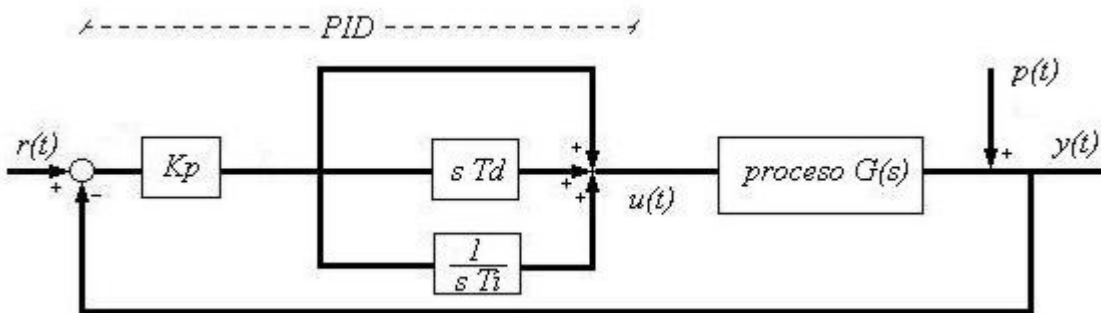 PID
p(t)
r(t)
+
−
Kp
s Td
1
s Ti
+
+
+
u(t)
proceso G(s)
+
y(t)